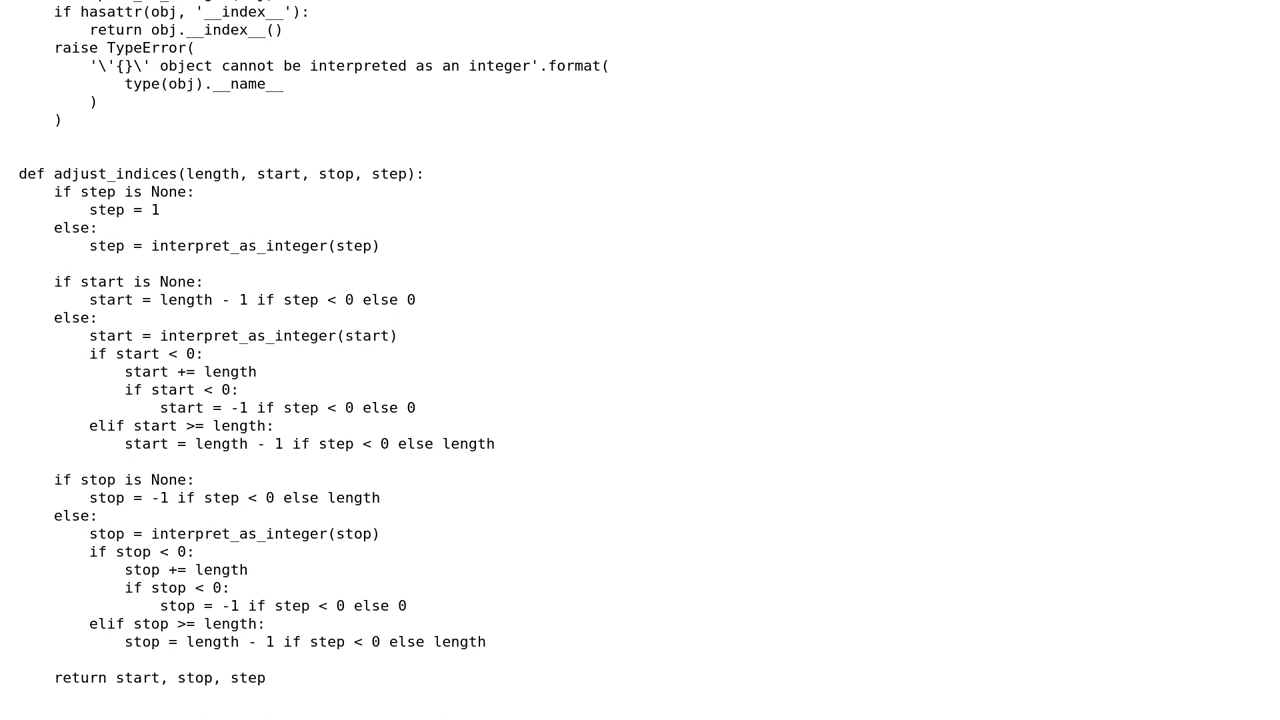 if hasattr(obj, '__index__'):
        return obj.__index__()
    raise TypeError(
        '\'{}\' object cannot be interpreted as an integer'.format(
            type(obj).__name__
        )
    )


def adjust_indices(length, start, stop, step):
    if step is None:
        step = 1
    else:
        step = interpret_as_integer(step)

    if start is None:
        start = length - 1 if step < 0 else 0
    else:
        start = interpret_as_integer(start)
        if start < 0:
            start += length
            if start < 0:
                start = -1 if step < 0 else 0
        elif start >= length:
            start = length - 1 if step < 0 else length

    if stop is None:
        stop = -1 if step < 0 else length
    else:
        stop = interpret_as_integer(stop)
        if stop < 0:
            stop += length
            if stop < 0:
                stop = -1 if step < 0 else 0
        elif stop >= length:
            stop = length - 1 if step < 0 else length

    return start, stop, step